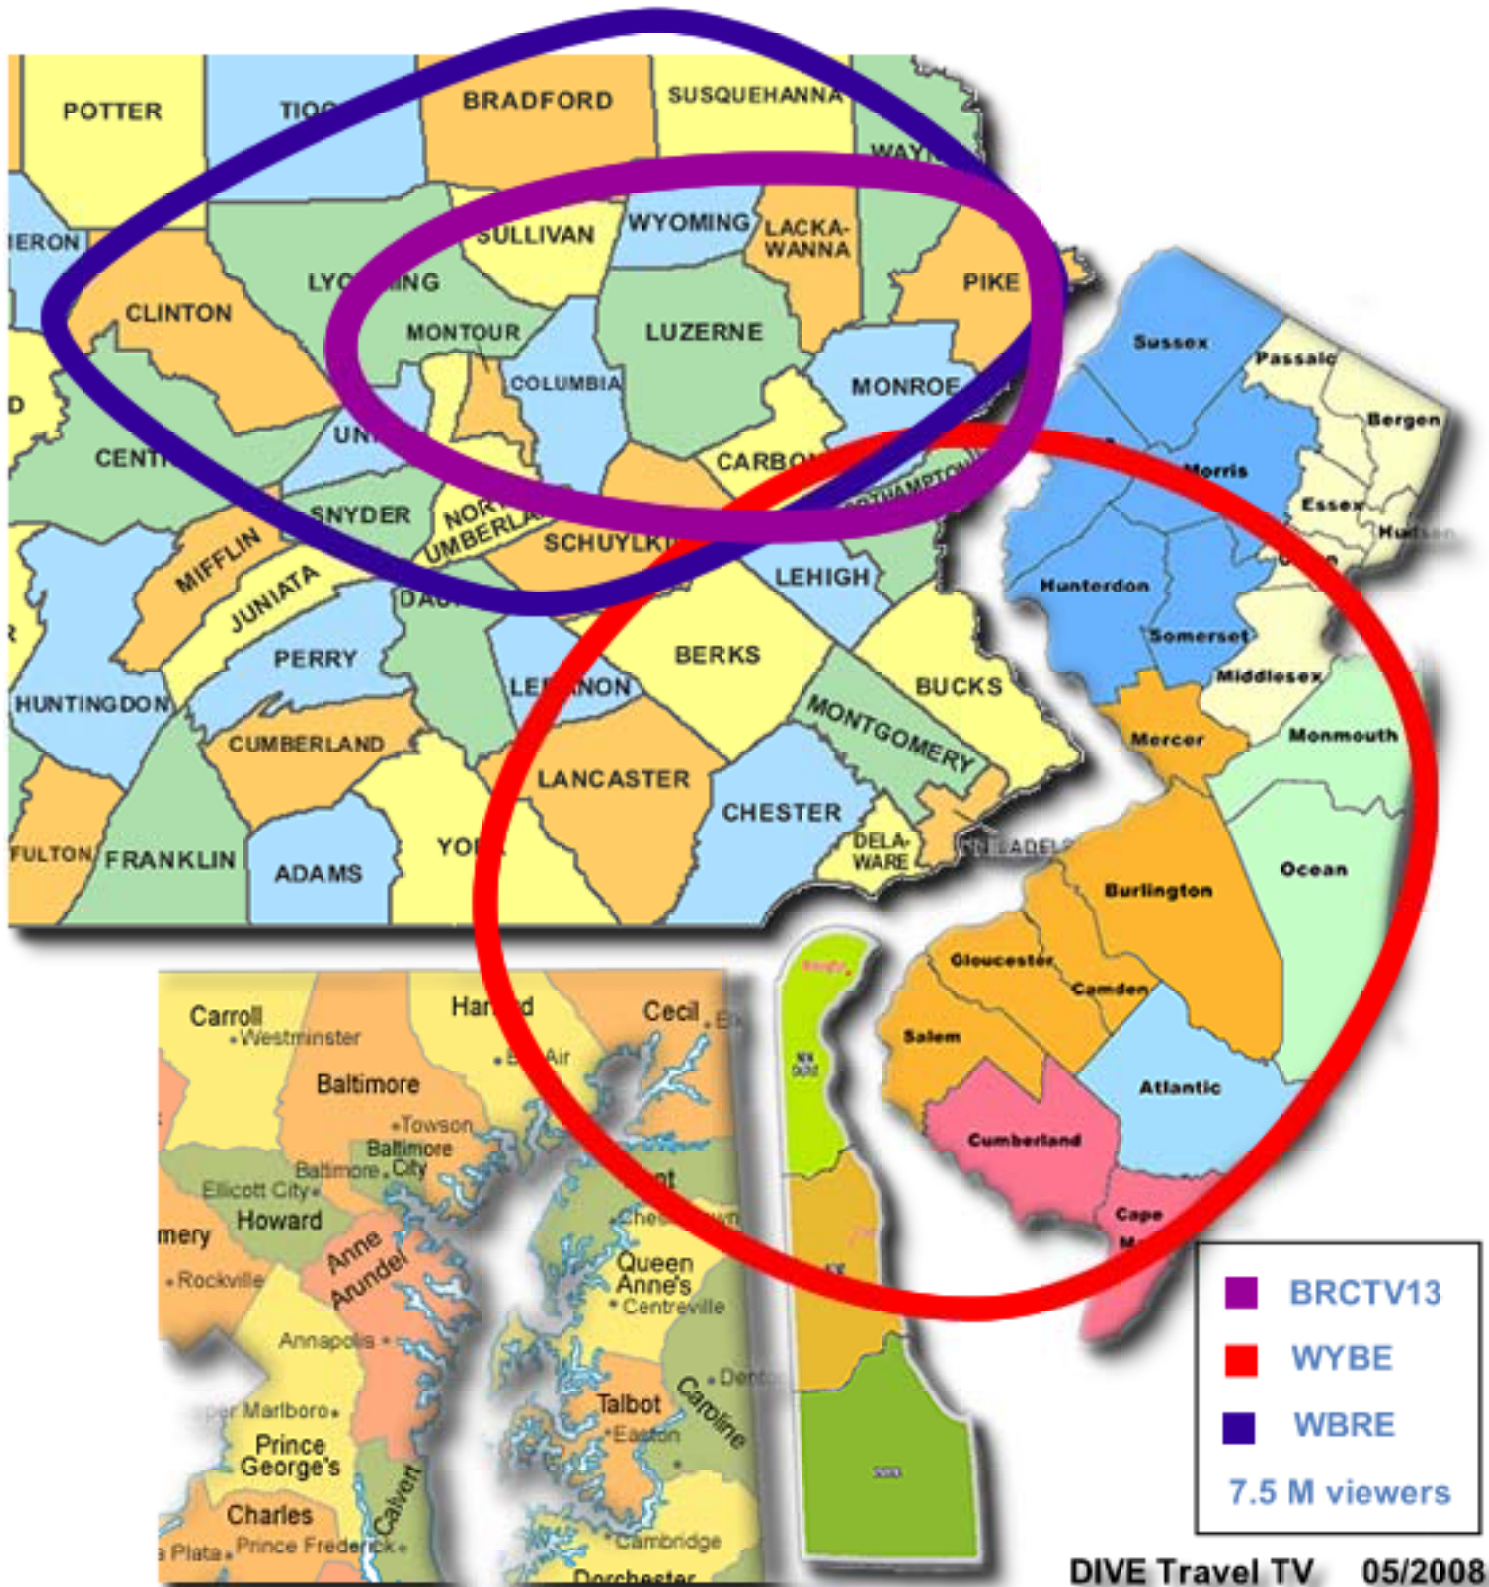 POTTER
BRADFORD
SUSQUEHANNA
SULLIVAN
WYOMING
LACKA-
WANNA
PIKE
CLINTON
MONTOUR
LUZERNE
COLUMBIA
MONROE
SNYDER
MIFFLIN
JUNIATA
LEHIGH
PERRY
BERKS
BUCKS
HUNTINGDON
MONTGOMERY
CUMBERLAND
LANCASTER
CHESTER
DELA-
WARE
FULTON
FRANKLIN
ADAMS
Sussex
Passaic
Bergen
Morris
Essex
Hudson
Hunterdon
Somerset
Middlesex
Mercer
Monmouth
Ocean
Burlington
Gloucester
Camden
Salem
Atlantic
Cumberland
Cape
Carroll
Westminster
Cecil
Baltimore
Towson
Baltimore
City
Baltimore
Ellicott City
Howard
Anne
Arundel
Rockville
Queen
Anne's
Centreville
Annapolis
Talbot
Easton
Caroline
Prince
George's
Calvert
Charles
Prince Frederick
Cambridge
Dorchester
BRCTV13
WYBE
WBRE
7.5 M viewers
DIVE Travel TV 05/2008